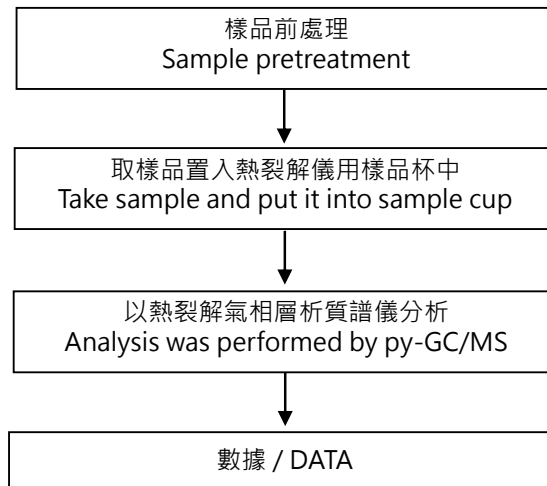 樣品前處理
Sample pretreatment
取樣品置入熱裂解儀用樣品杯中
Take sample and put it into sample cup
以熱裂解氣相層析質譜儀分析
Analysis was performed by py-GC/MS
數據 / DATA